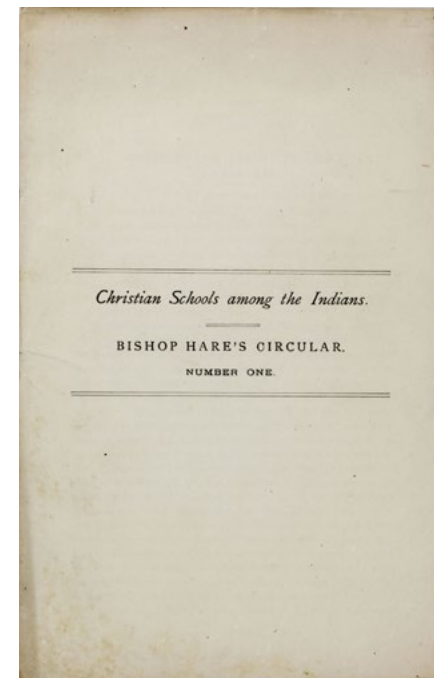 Christian Schools among the Indians.
BISHOP HARE'S CIRCULAR.
NUMBER ONE.